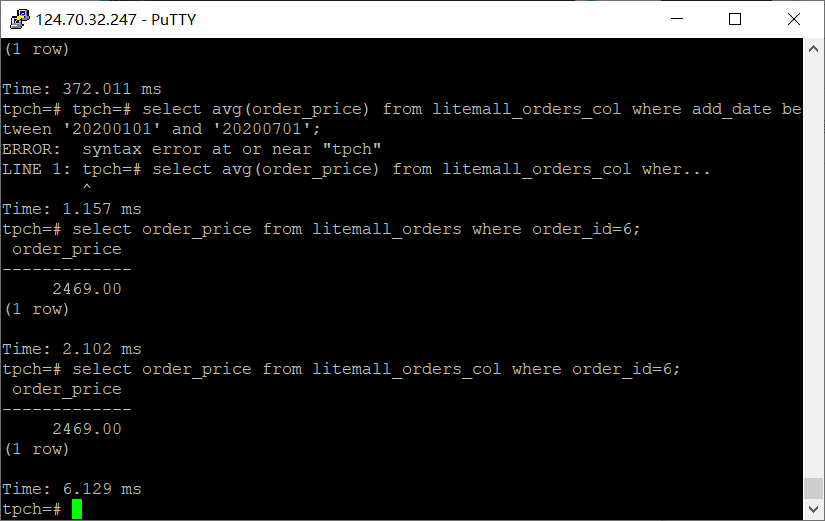 124.70.32.247 - PuTTY
(1 row)
Time: 372.011 ms
tpch=# tpch=# select avg(order_price) from litemall_orders_col where add_date be
tween '20200101' and '20200701';
ERROR:  syntax error at or near "tpch"
LINE 1: tpch=# select avg(order_price) from litemall_orders_col wher...
        ^
Time: 1.157 ms
tpch=# select order_price from litemall_orders where order_id=6;
 order_price
-------------
     2469.00
(1 row)
Time: 2.102 ms
tpch=# select order_price from litemall_orders_col where order_id=6;
 order_price
-------------
     2469.00
(1 row)
Time: 6.129 ms
tpch=#